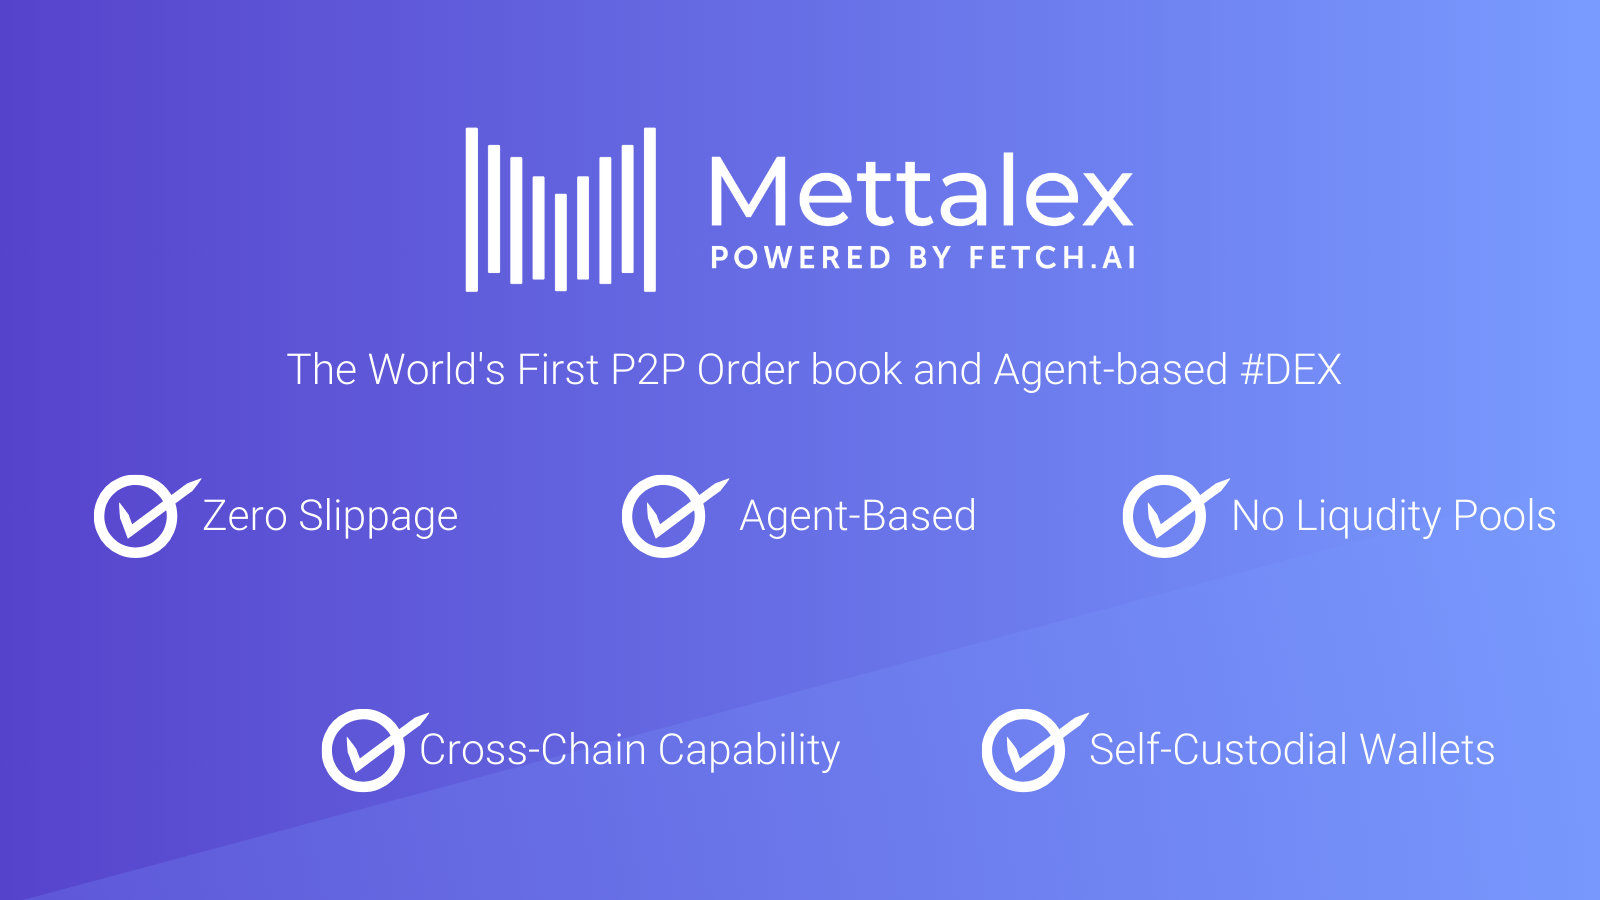 Mettalex
POWERED BY FETCH.AI
The World's First P2P Order book and Agent-based #DEX
Zero Slippage
Agent-Based
No Liqudity Pools
Cross-Chain Capability
Self-Custodial Wallets